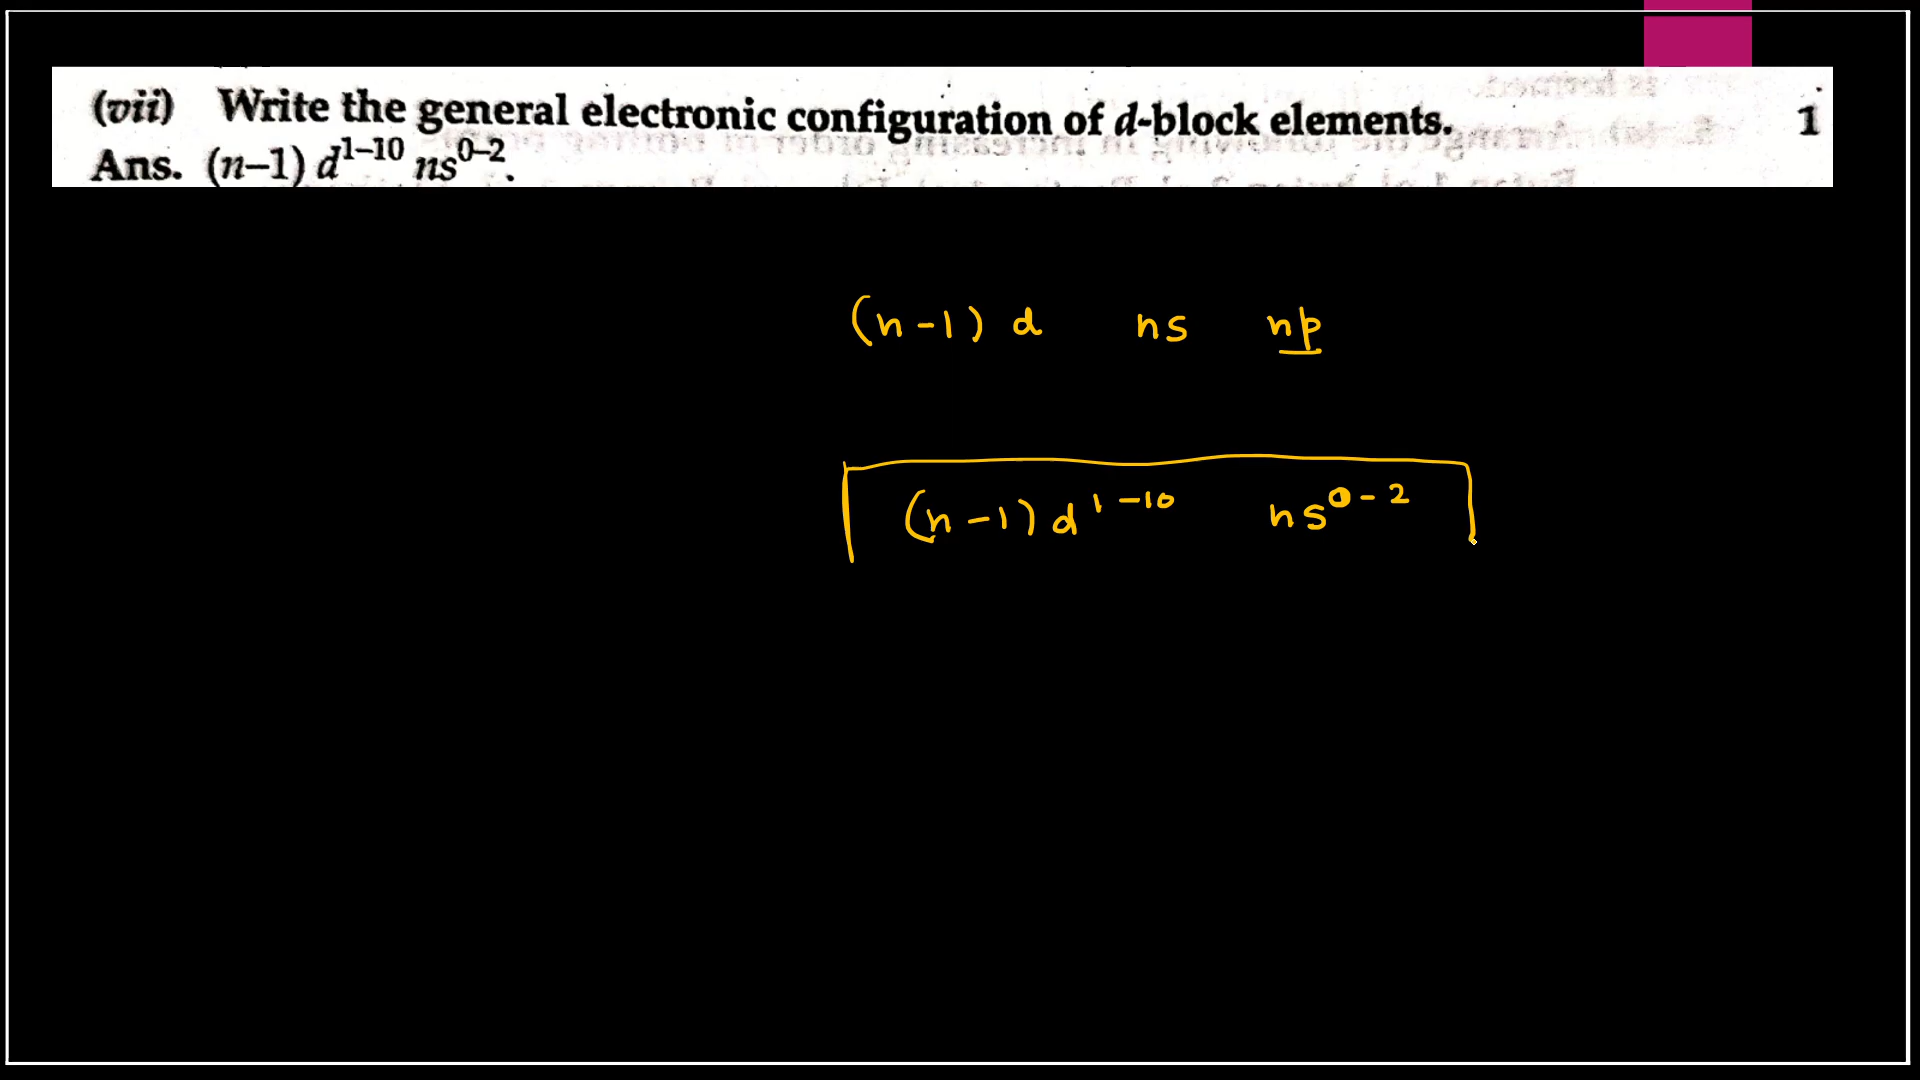 (vii) Write the general electronic configuration of d-block elements. 1
Ans. (n–1) d¹⁻¹⁰ ns⁰⁻².
(n-1) d ns np
(n-1) d¹⁻¹⁰ ns⁰⁻²